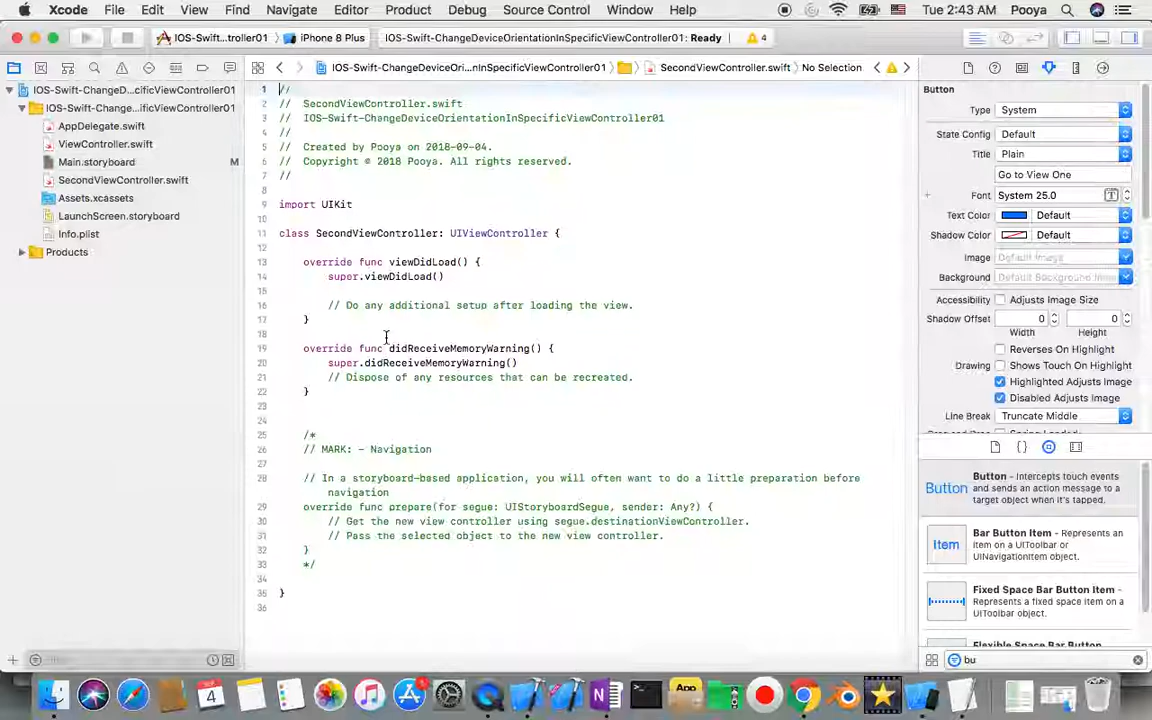 Xcode File Edit View Find Navigate Editor Product Debug Source Control Window Help Tue 2:43 AM Pooya
IOS-Swift...troller01 iPhone 8 Plus IOS-Swift-ChangeDeviceOrientationInSpecificViewController01: Ready 4
IOS-Swift-ChangeDeviceOri...nInSpecificViewController01 SecondViewController.swift No Selection
IOS-Swift-ChangeD...cificViewController01
IOS-Swift-Change...cificViewController01
AppDelegate.swift
ViewController.swift
Main.storyboard M
SecondViewController.swift
Assets.xcassets
LaunchScreen.storyboard
Info.plist
Products
1 //
2 // SecondViewController.swift
3 // IOS-Swift-ChangeDeviceOrientationInSpecificViewController01
4 //
5 // Created by Pooya on 2018-09-04.
6 // Copyright © 2018 Pooya. All rights reserved.
7 //
8
9 import UIKit
10
11 class SecondViewController: UIViewController {
12
13 override func viewDidLoad() {
14 super.viewDidLoad()
15
16 // Do any additional setup after loading the view.
17 }
18
19 override func didReceiveMemoryWarning() {
20 super.didReceiveMemoryWarning()
21 // Dispose of any resources that can be recreated.
22 }
23
24
25 /*
26 // MARK: - Navigation
27
28 // In a storyboard-based application, you will often want to do a little preparation before
navigation
29 override func prepare(for segue: UIStoryboardSegue, sender: Any?) {
30 // Get the new view controller using segue.destinationViewController.
31 // Pass the selected object to the new view controller.
32 }
33 */
34
35 }
36
Button
Type System
State Config Default
Title Plain
Go to View One
Font System 25.0
Text Color Default
Shadow Color Default
Image Default Image
Background Default Background Image
Accessibility Adjusts Image Size
Shadow Offset 0 0
Width Height
Reverses On Highlight
Drawing Shows Touch On Highlight
Highlighted Adjusts Image
Disabled Adjusts Image
Line Break Truncate Middle
Button Button - Intercepts touch events
and sends an action message to a
target object when it's tapped.
Item Bar Button Item - Represents an
item on a UIToolbar or
UINavigationItem object.
Fixed Space Bar Button Item -
Represents a fixed space item on a
UIToolbar object.
Flexible Space Bar Button
bu
4
App